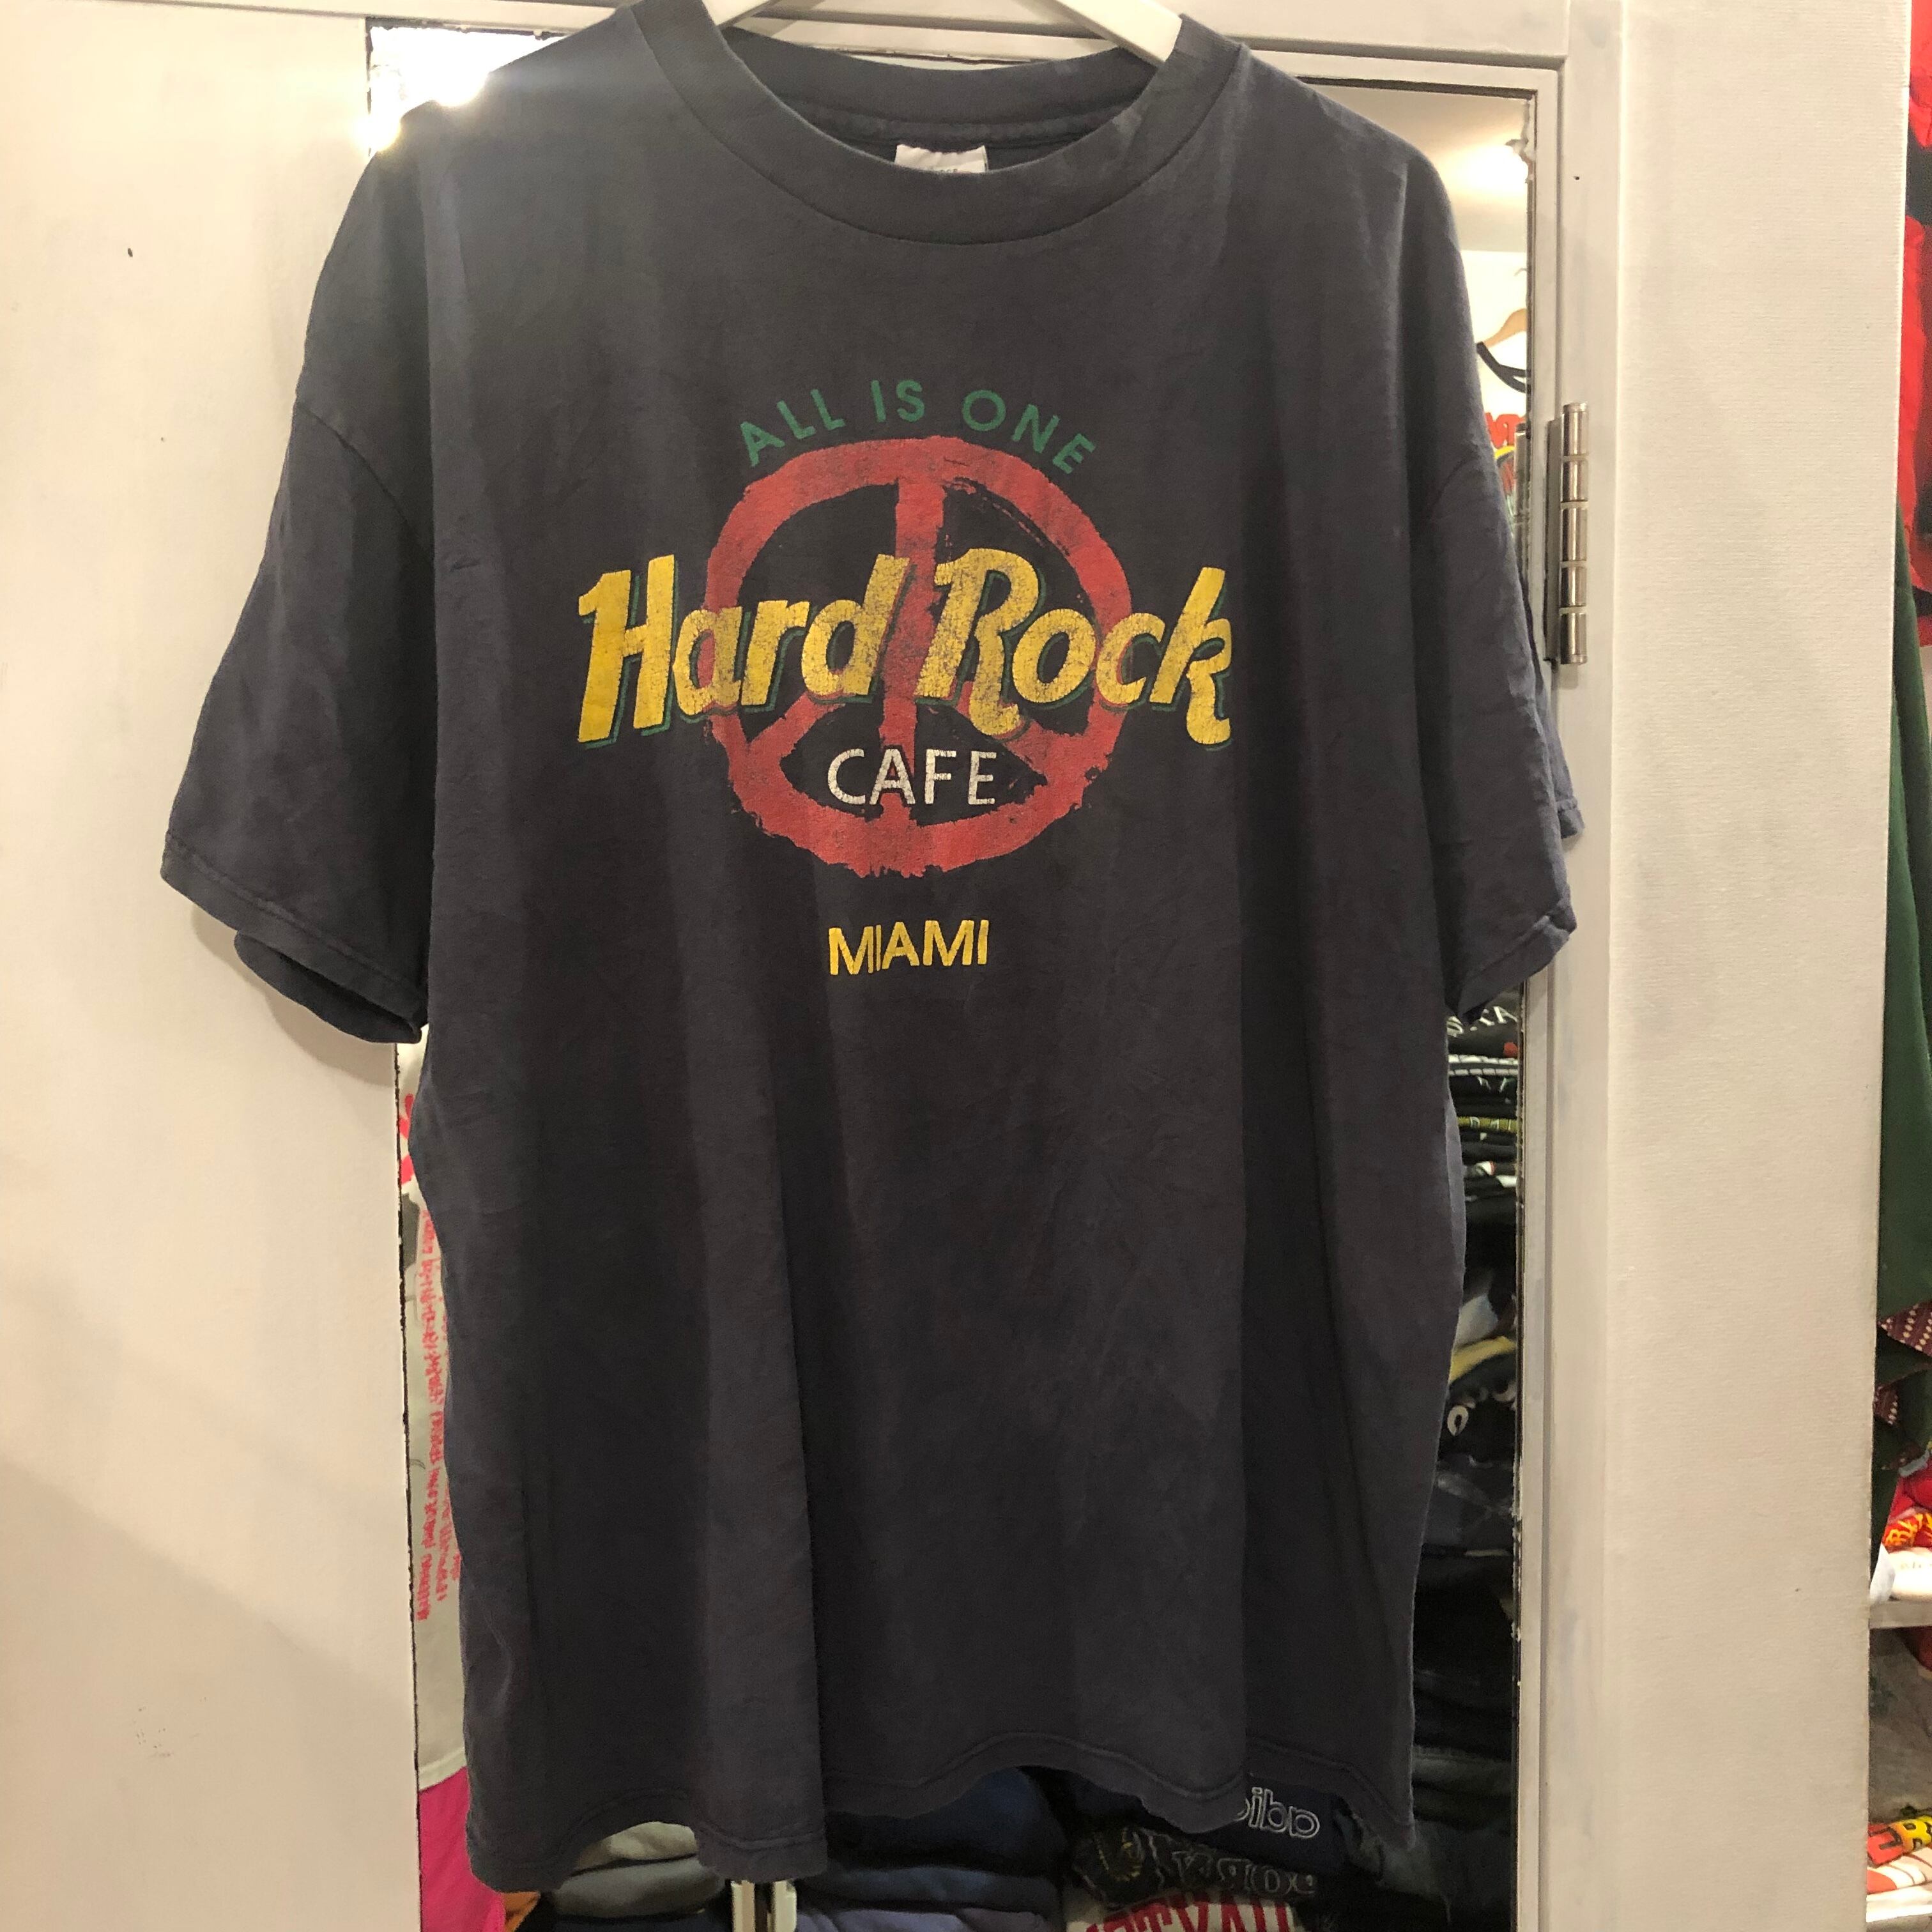 ALL IS ONE
Hard Rock
CAFE
MIAMI